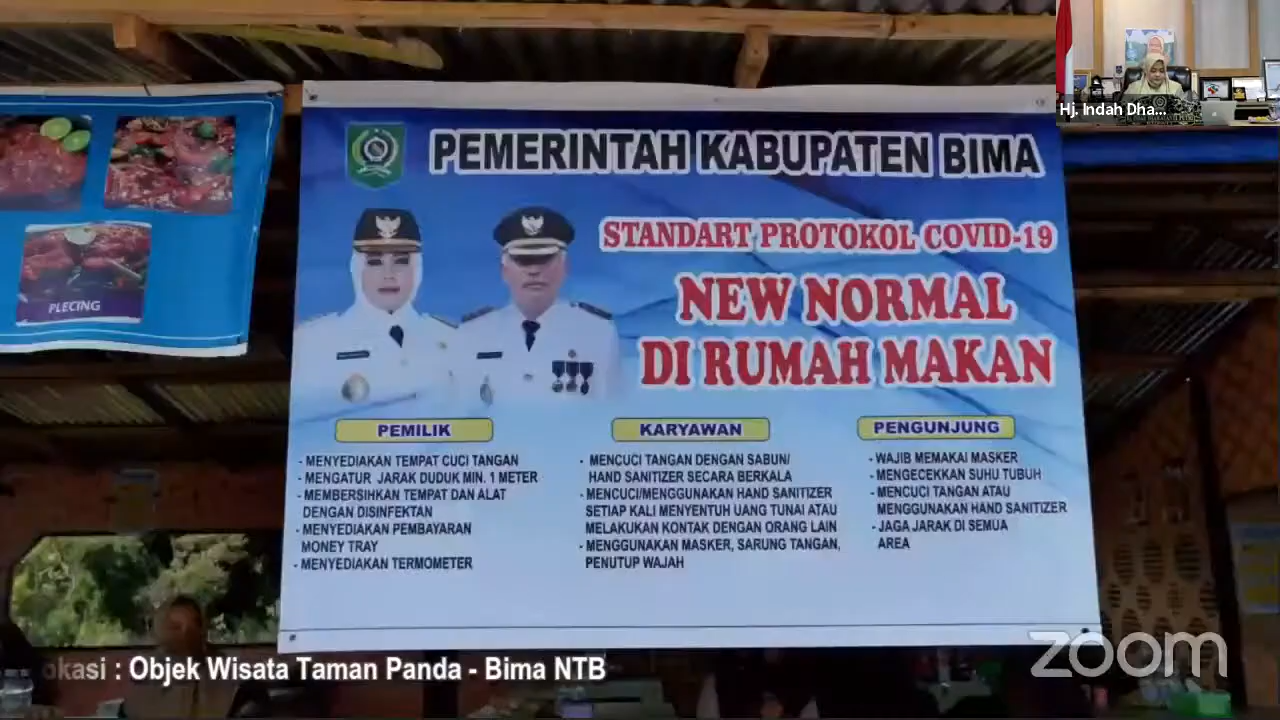 Hj. Indah Dha...
PEMERINTAH KABUPATEN BIMA
STANDART PROTOKOL COVID-19
NEW NORMAL
DI RUMAH MAKAN
PLECING
PEMILIK
- MENYEDIAKAN TEMPAT CUCI TANGAN
- MENGATUR JARAK DUDUK MIN. 1 METER
- MEMBERSIHKAN TEMPAT DAN ALAT
DENGAN DISINFEKTAN
- MENYEDIAKAN PEMBAYARAN
MONEY TRAY
- MENYEDIAKAN TERMOMETER
KARYAWAN
- MENCUCI TANGAN DENGAN SABUN/
HAND SANITIZER SECARA BERKALA
- MENCUCI/MENGGUNAKAN HAND SANITIZER
SETIAP KALI MENYENTUH UANG TUNAI ATAU
MELAKUKAN KONTAK DENGAN ORANG LAIN
- MENGGUNAKAN MASKER, SARUNG TANGAN,
PENUTUP WAJAH
PENGUNJUNG
- WAJIB MEMAKAI MASKER
- MENGECEKKAN SUHU TUBUH
- MENCUCI TANGAN ATAU
MENGGUNAKAN HAND SANITIZER
- JAGA JARAK DI SEMUA
AREA
okasi : Objek Wisata Taman Panda - Bima NTB
zoom